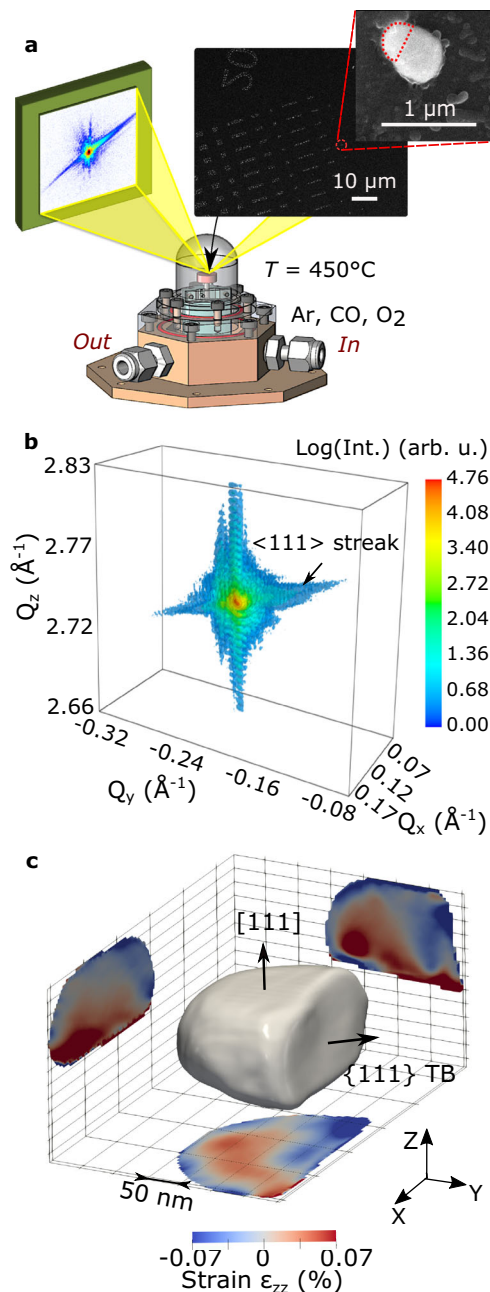 a
1 µm
10 µm
T = 450°C
Ar, CO, O2
Out
In
b
Log(Int.) (arb. u.)
2.83
2.77
2.72
2.66
Qz (Å-1)
<111> streak
4.76
4.08
3.40
2.72
2.04
1.36
0.68
0.00
-0.32
-0.24
-0.16
-0.08
Qy (Å-1)
0.07
0.12
0.17
Qx (Å-1)
c
[111]
{111} TB
50 nm
Z
Y
X
-0.07 0 0.07
Strain εzz (%)